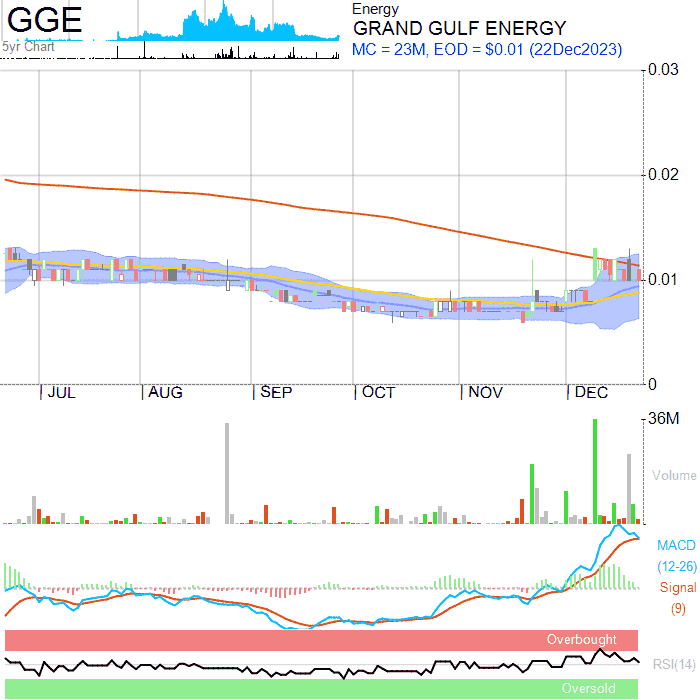 GGE
5yr Chart
Energy
GRAND GULF ENERGY
MC = 23M, EOD = $0.01 (22Dec2023)
0.03
0.02
0.01
0
JUL AUG SEP OCT NOV DEC
36M
Volume
MACD
(12-26)
Signal
(9)
Overbought
RSI(14)
Oversold